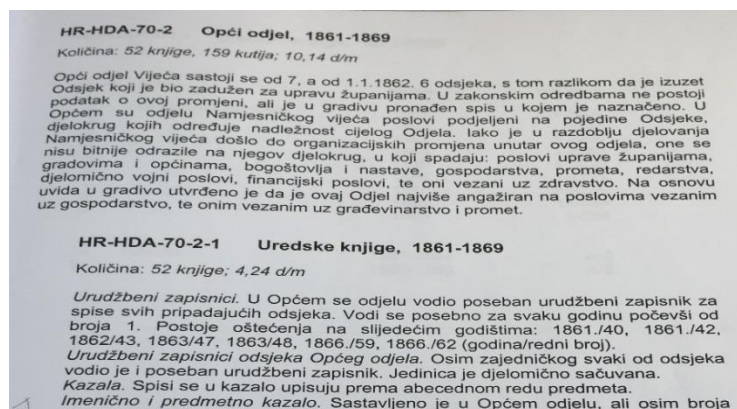 HR-HDA-70-2 Opći odjel, 1861-1869
Količina: 52 knjige, 159 kutija; 10,14 d/m
Opći odjel Vijeća sastoji se od 7, a od 1.1.1862. 6 odsjeka, s tom razlikom da je izuzet
Odsjek koji je bio zadužen za upravu županijama. U zakonskim odredbama ne postoji
podatak o ovoj promjeni, ali je u gradivu pronađen spis u kojem je naznačeno. U
Općem su odjelu Namjesničkog vijeća poslovi podjeljeni na pojedine Odsjeke,
djelokrug kojih određuje nadležnost cijelog Odjela. Iako je u razdoblju djelovanja
Namjesničkog vijeća došlo do organizacijskih promjena unutar ovog odjela, one se
nisu bitnije odrazile na njegov djelokrug, u koji spadaju: poslovi uprave županijama,
gradovima i općinama, bogoštovlja i nastave, gospodarstva, prometa, redarstva,
djelomično vojni poslovi, financijski poslovi, te oni vezani uz zdravstvo. Na osnovu
uvida u gradivo utvrđeno je da je ovaj Odjel najviše angažiran na poslovima vezanim
uz gospodarstvo, te onim vezanim uz građevinarstvo i promet.
HR-HDA-70-2-1 Uredske knjige, 1861-1869
Količina: 52 knjige; 4,24 d/m
Urudžbeni zapisnici. U Općem se odjelu vodio poseban urudžbeni zapisnik za
spise svih pripadajućih odsjeka. Vodi se posebno za svaku godinu počevši od
broja 1. Postoje oštećenja na slijedećim godištima: 1861./40, 1861./42,
1862/43, 1863/47, 1863/48, 1866./59, 1866./62 (godina/redni broj).
Urudžbeni zapisnici odsjeka Općeg odjela. Osim zajedničkog svaki od odsjeka
vodio je i poseban urudžbeni zapisnik. Jedinica je djelomično sačuvana.
Kazala. Spisi se u kazalo upisuju prema abecednom redu predmeta.
Imenično i predmetno kazalo. Sastavljeno je u Općem odjelu, ali osim broja